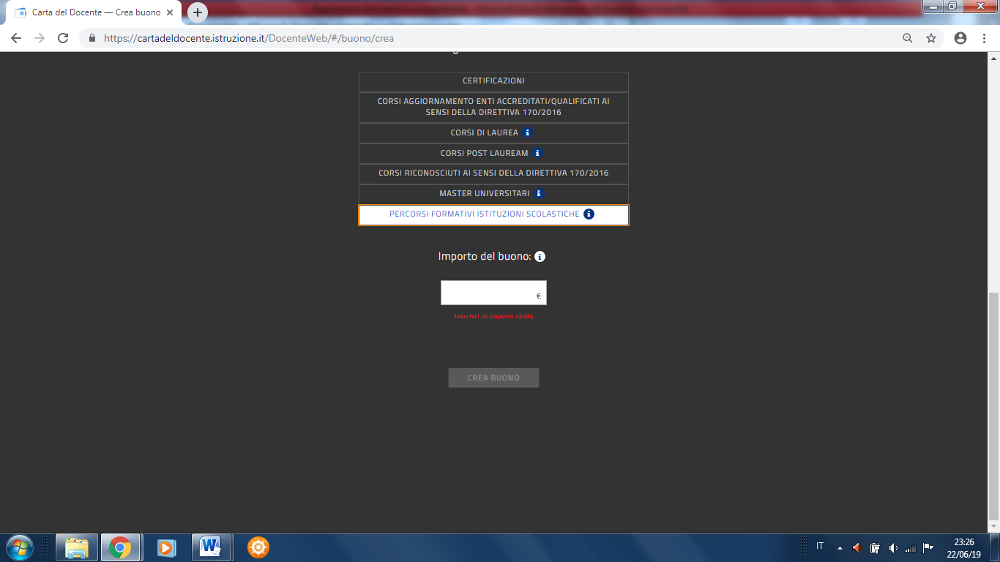 Carta del Docente — Crea buono
https://cartadeldocente.istruzione.it/DocenteWeb/#/buono/crea
CERTIFICAZIONI
CORSI AGGIORNAMENTO ENTI ACCREDITATI/QUALIFICATI AI
SENSI DELLA DIRETTIVA 170/2016
CORSI DI LAUREA
CORSI POST LAUREAM
CORSI RICONOSCIUTI AI SENSI DELLA DIRETTIVA 170/2016
MASTER UNIVERSITARI
PERCORSI FORMATIVI ISTITUZIONI SCOLASTICHE
Importo del buono:
€
Inserisci un importo valido
CREA BUONO
IT
23:26
22/06/19